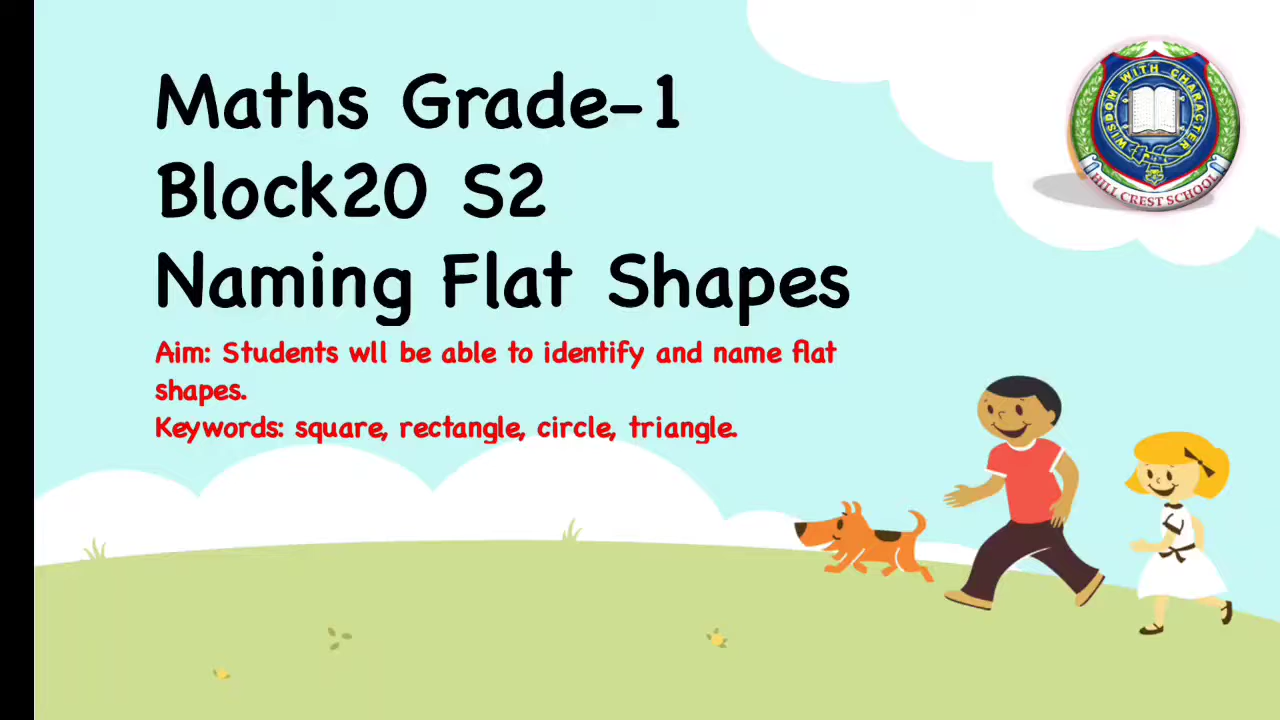 Maths Grade-1
Block20 S2
Naming Flat Shapes
Aim: Students wll be able to identify and name flat
shapes.
Keywords: square, rectangle, circle, triangle.
WISDOM WITH CHARACTER
HILL CREST SCHOOL